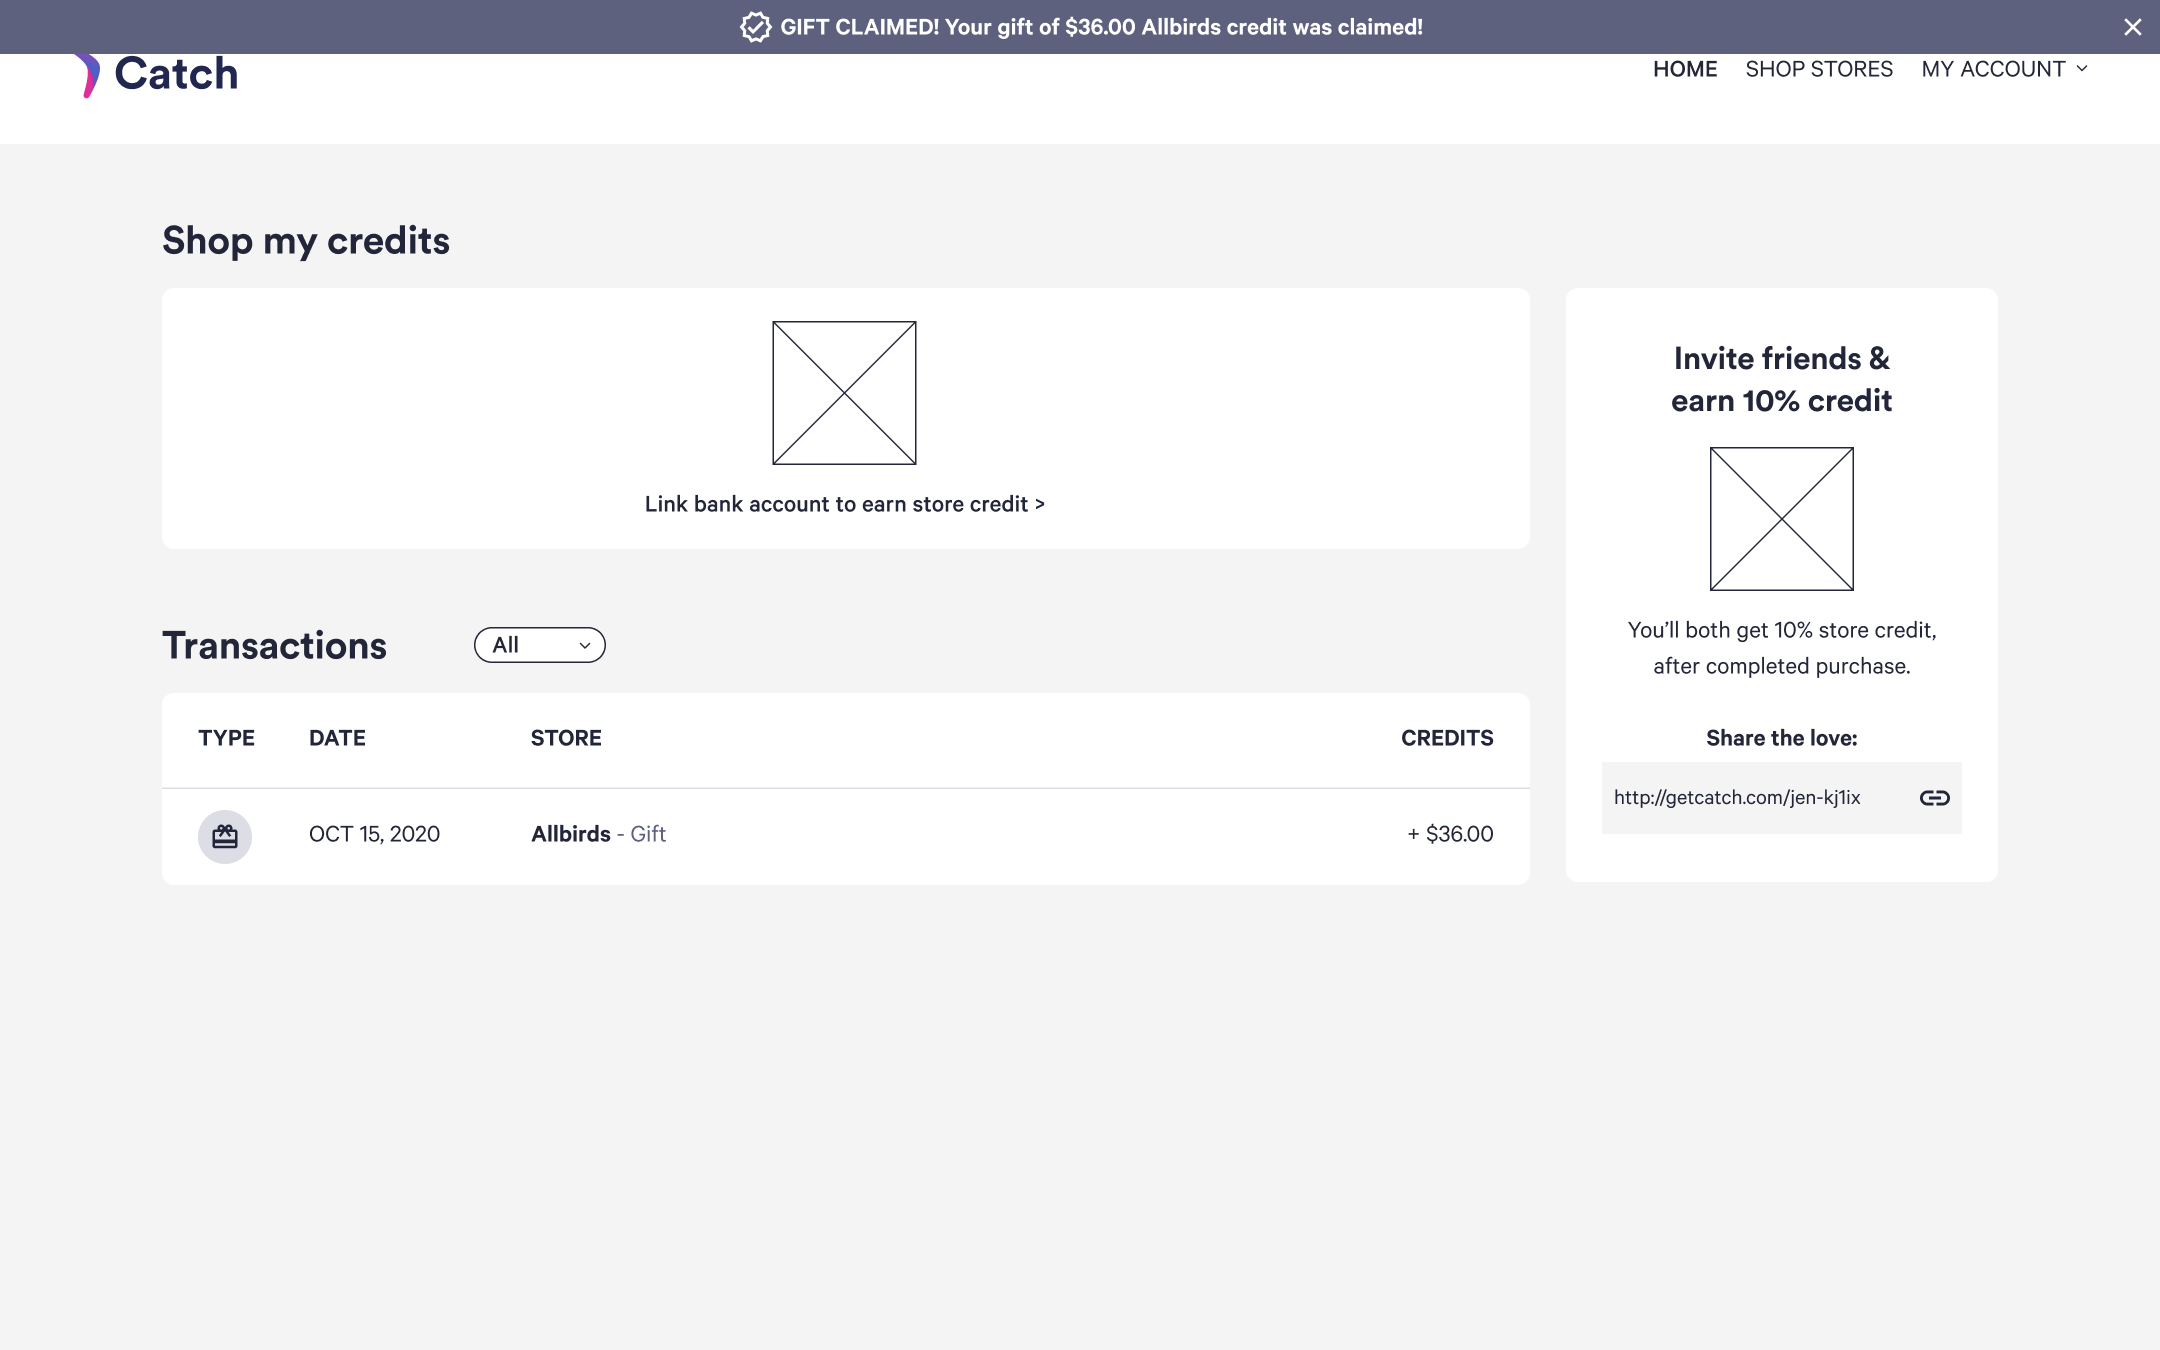 GIFT CLAIMED! Your gift of $36.00 Allbirds credit was claimed!
Catch
HOME
SHOP STORES
MY ACCOUNT
Shop my credits
Link bank account to earn store credit >
Invite friends &
earn 10% credit
You’ll both get 10% store credit,
after completed purchase.
Share the love:
http://getcatch.com/jen-kj1ix
Transactions
All
TYPE DATE STORE CREDITS
OCT 15, 2020 Allbirds - Gift + $36.00